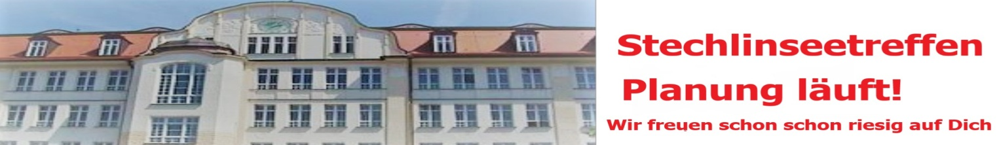 Stechlinseetreffen
Planung läuft!
Wir freuen schon schon riesig auf Dich